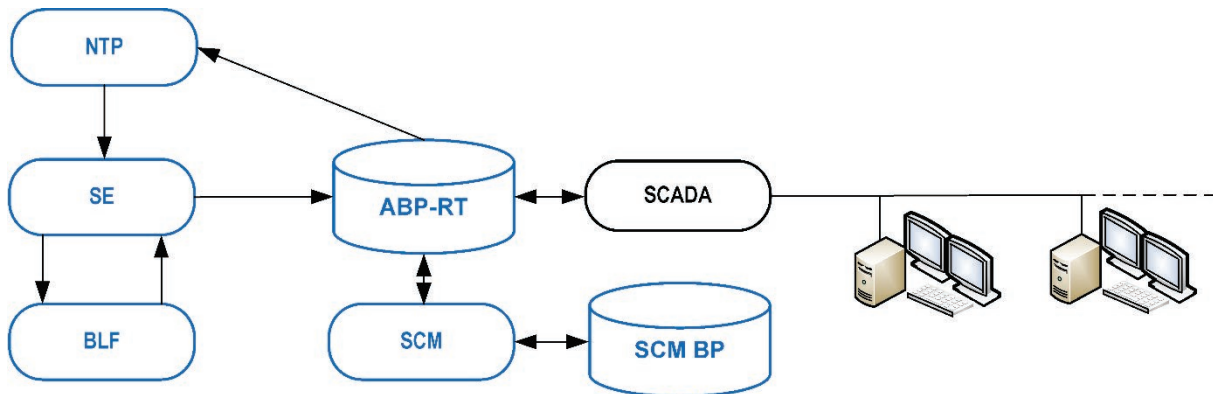 NTP
SE
ABP-RT
SCADA
BLF
SCM
SCM BP